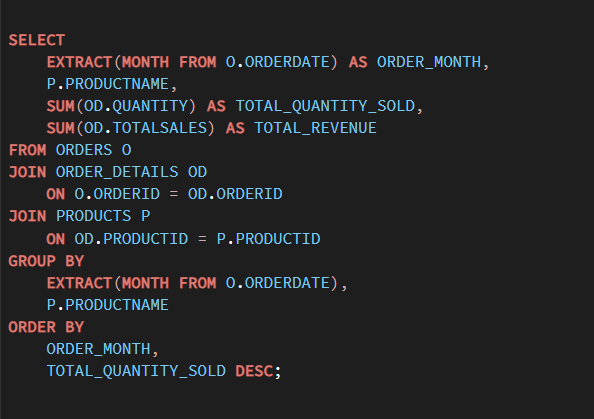 SELECT
    EXTRACT(MONTH FROM O.ORDERDATE) AS ORDER_MONTH,
    P.PRODUCTNAME,
    SUM(OD.QUANTITY) AS TOTAL_QUANTITY_SOLD,
    SUM(OD.TOTALSALES) AS TOTAL_REVENUE
FROM ORDERS O
JOIN ORDER_DETAILS OD
    ON O.ORDERID = OD.ORDERID
JOIN PRODUCTS P
    ON OD.PRODUCTID = P.PRODUCTID
GROUP BY
    EXTRACT(MONTH FROM O.ORDERDATE),
    P.PRODUCTNAME
ORDER BY
    ORDER_MONTH,
    TOTAL_QUANTITY_SOLD DESC;